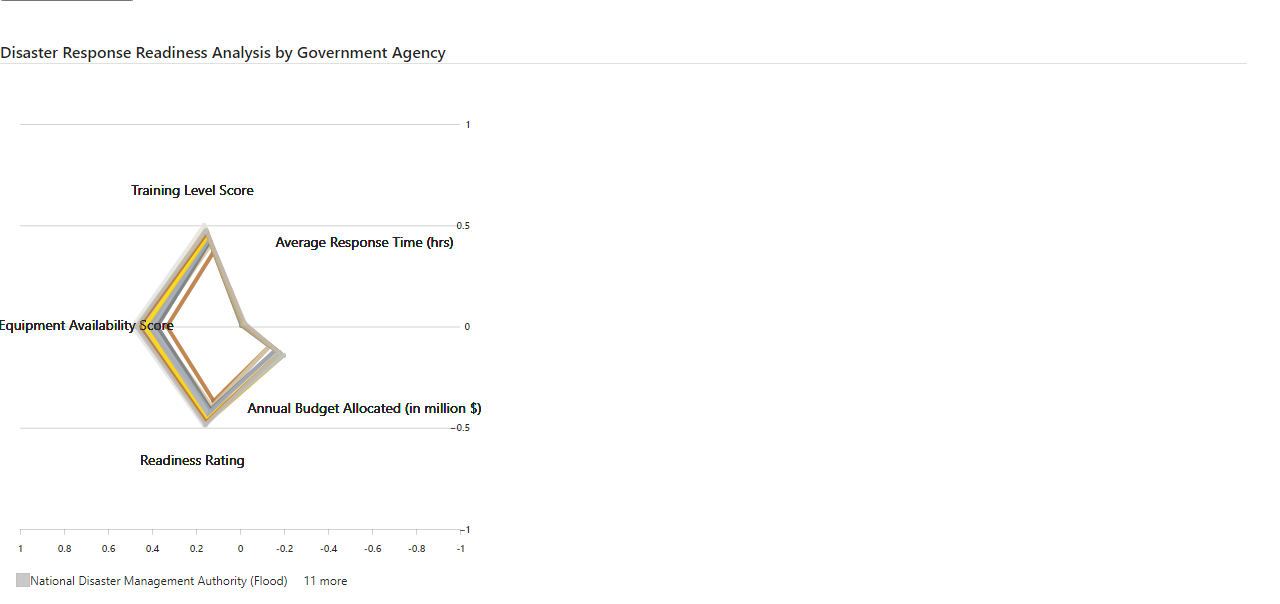 Disaster Response Readiness Analysis by Government Agency
1
Training Level Score
0.5
Average Response Time (hrs)
Equipment Availability Score
0
Annual Budget Allocated (in million $)
−0.5
Readiness Rating
−1
1 0.8 0.6 0.4 0.2 0 -0.2 -0.4 -0.6 -0.8 -1
National Disaster Management Authority (Flood) 11 more